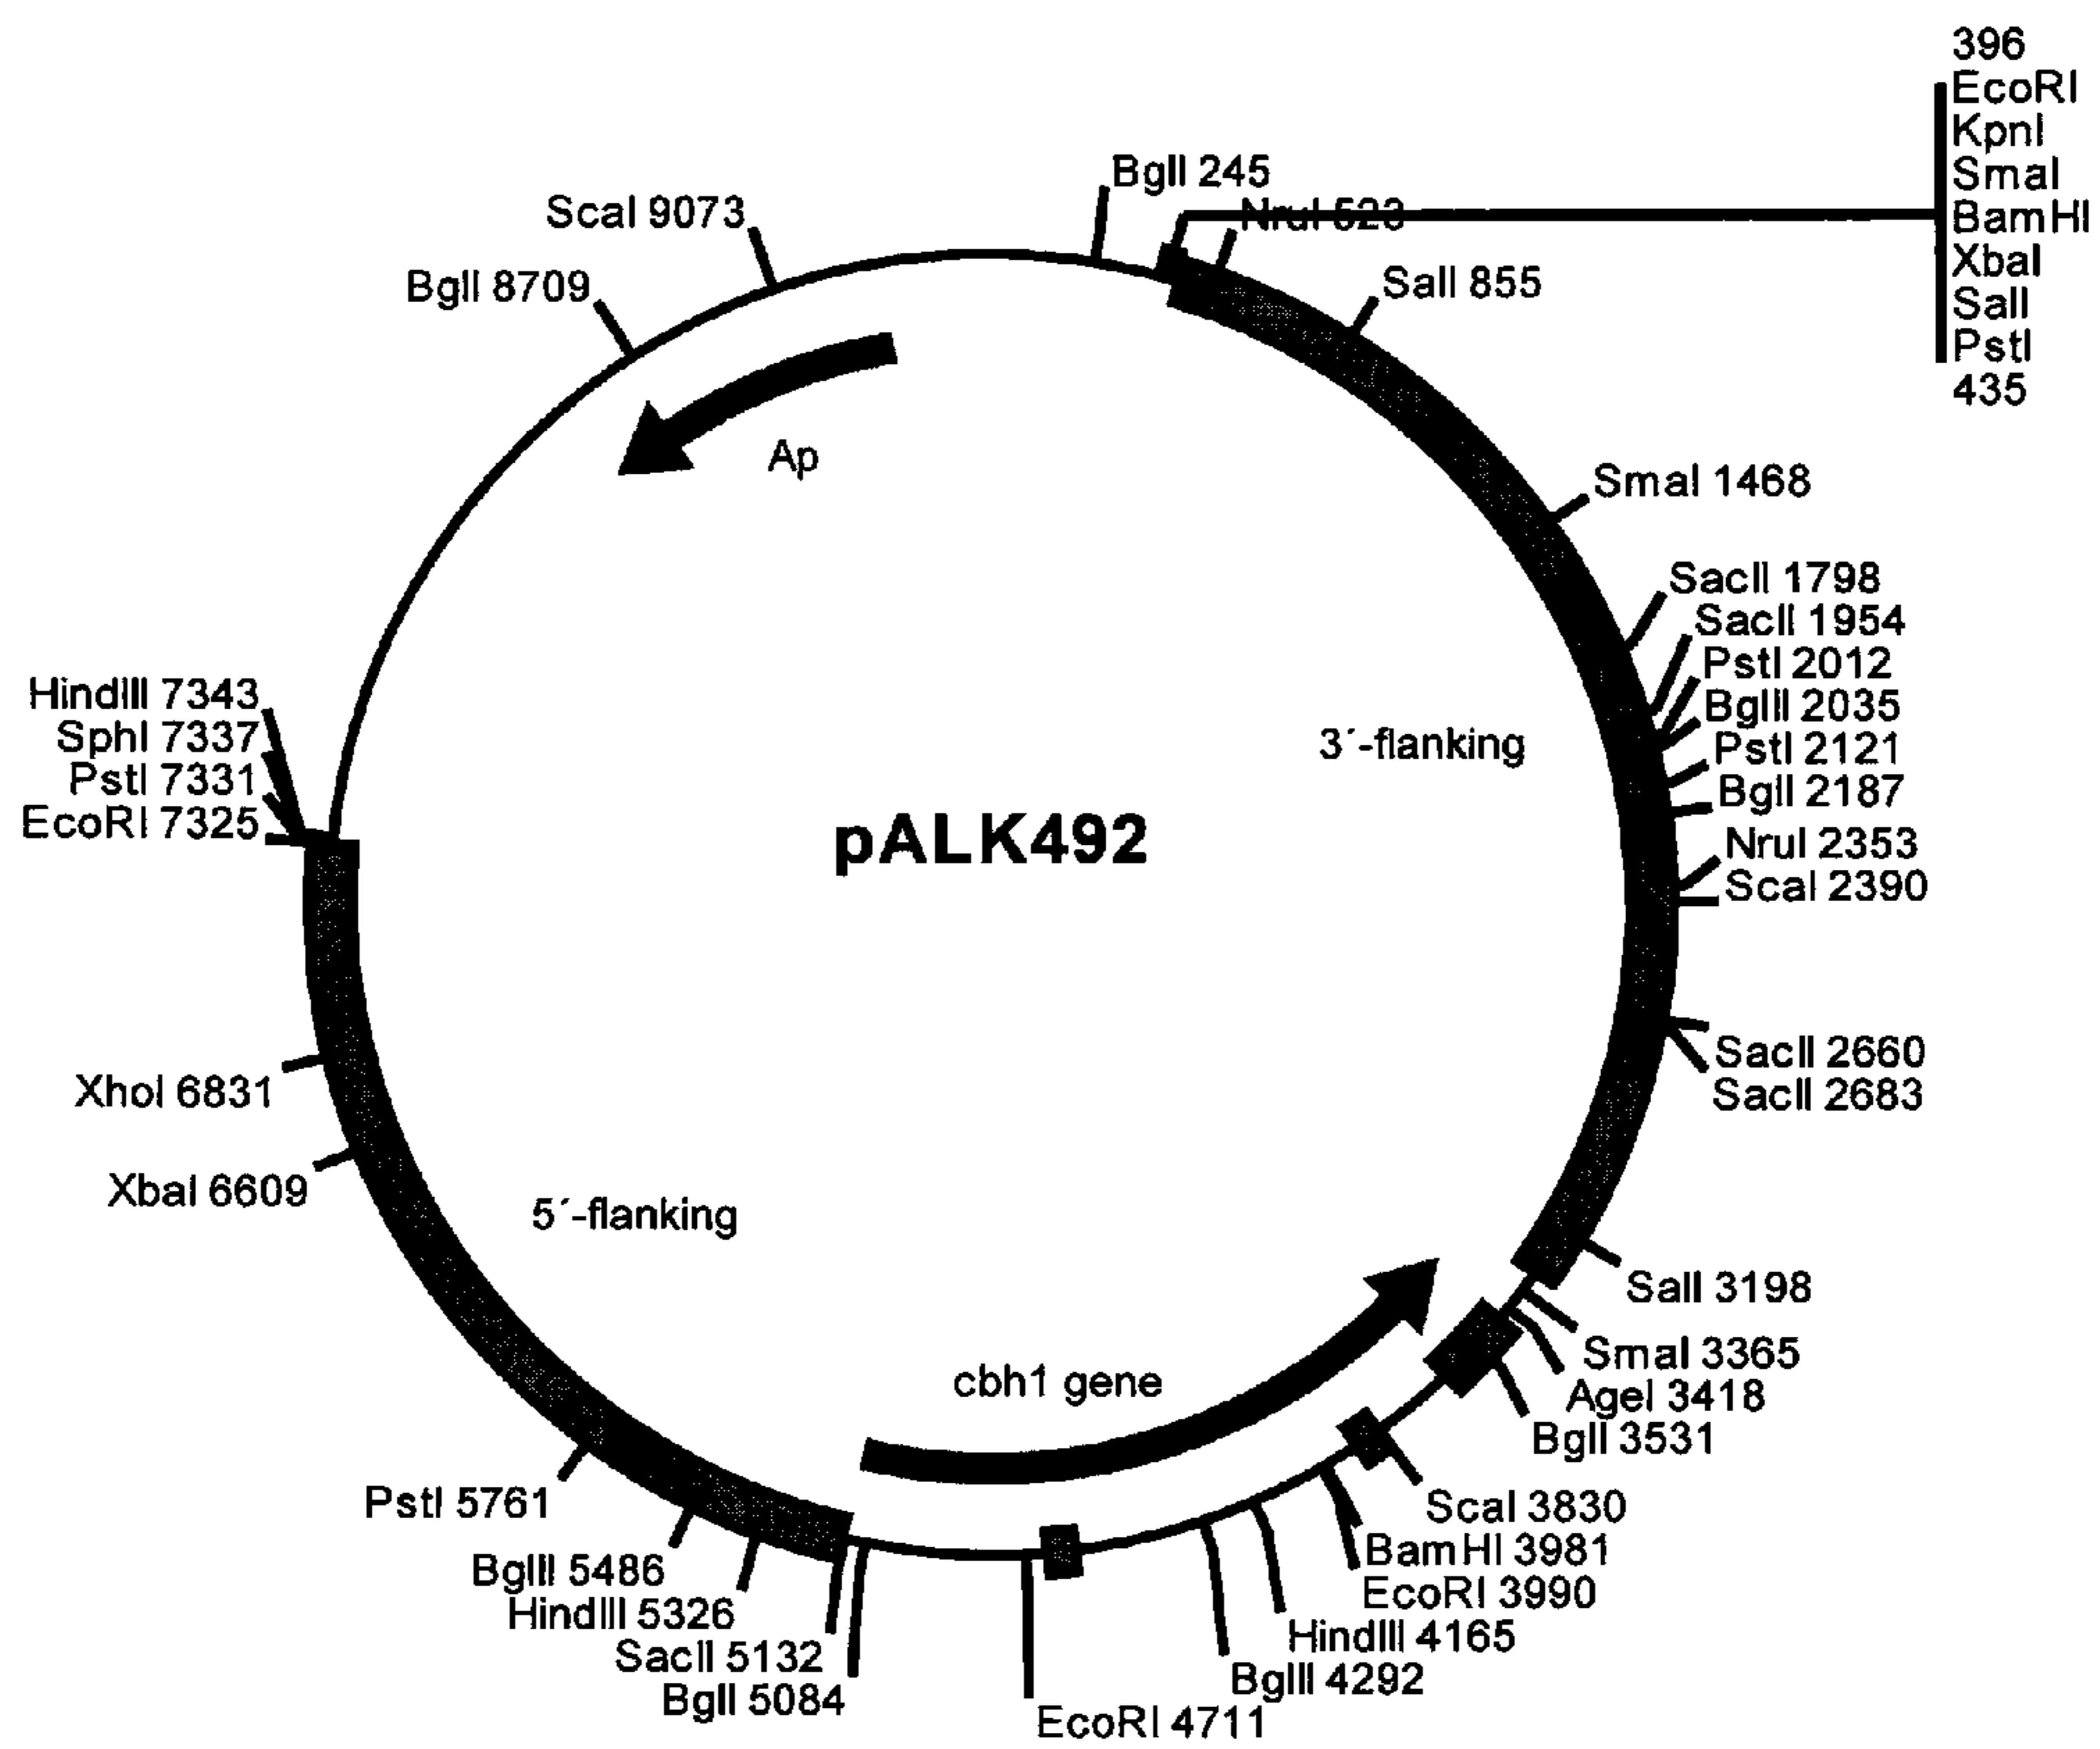 396
EcoRI
KpnI
SmaI
BamHI
XbaI
SalI
PstI
435
BglI 245
NruI 523
ScaI 9073
SalI 855
BglI 8709
Ap
SmaI 1468
SacII 1798
SacII 1954
PstI 2012
BglII 2035
PstI 2121
BglI 2187
NruI 2353
ScaI 2390
HindIII 7343
SphI 7337
PstI 7331
EcoRI 7325
3´-flanking
pALK492
SacII 2660
SacII 2683
XhoI 6831
XbaI 6609
5´-flanking
SalI 3198
SmaI 3365
AgeI 3418
BglI 3531
cbh1 gene
ScaI 3830
BamHI 3981
EcoRI 3990
HindIII 4165
BglII 4292
EcoRI 4711
PstI 5761
BglII 5486
HindIII 5326
SacII 5132
BglI 5084